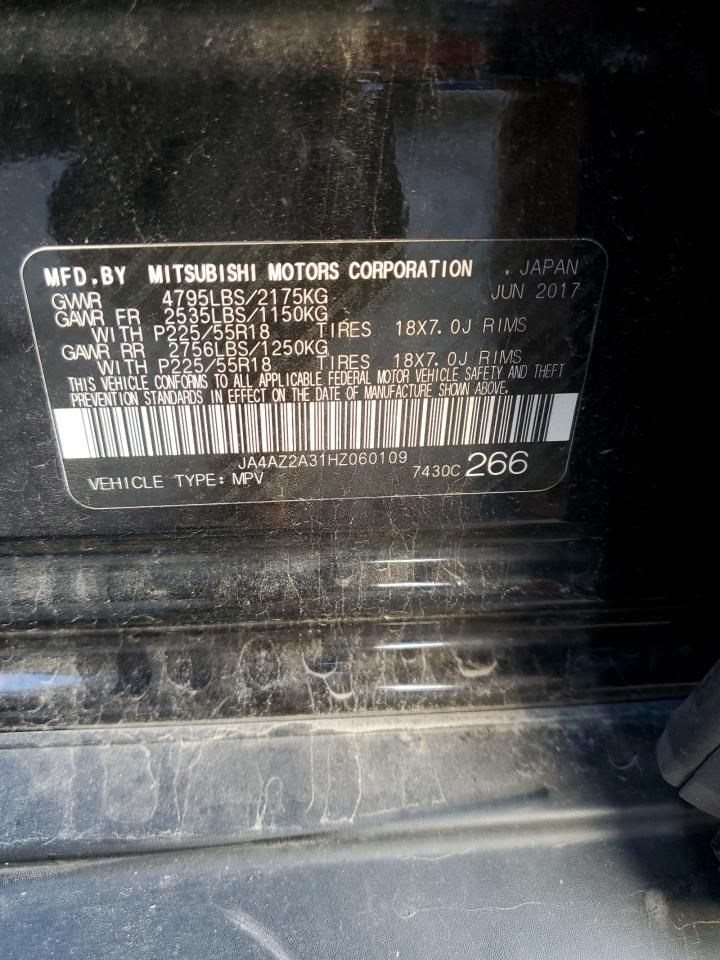 MFD.BY MITSUBISHI MOTORS CORPORATION , JAPAN
GVWR 4795LBS/2175KG JUN 2017
GAWR FR 2535LBS/1150KG
WITH P225/55R18 TIRES 18X7.0J RIMS
GAWR RR 2756LBS/1250KG
WITH P225/55R18 TIRES 18X7.0J RIMS
THIS VEHICLE CONFORMS TO ALL APPLICABLE FEDERAL MOTOR VEHICLE SAFETY AND THEFT
PREVENTION STANDARDS IN EFFECT ON THE DATE OF MANUFACTURE SHOWN ABOVE.
JA4AZ2A31HZ060109
VEHICLE TYPE: MPV 7430C 266